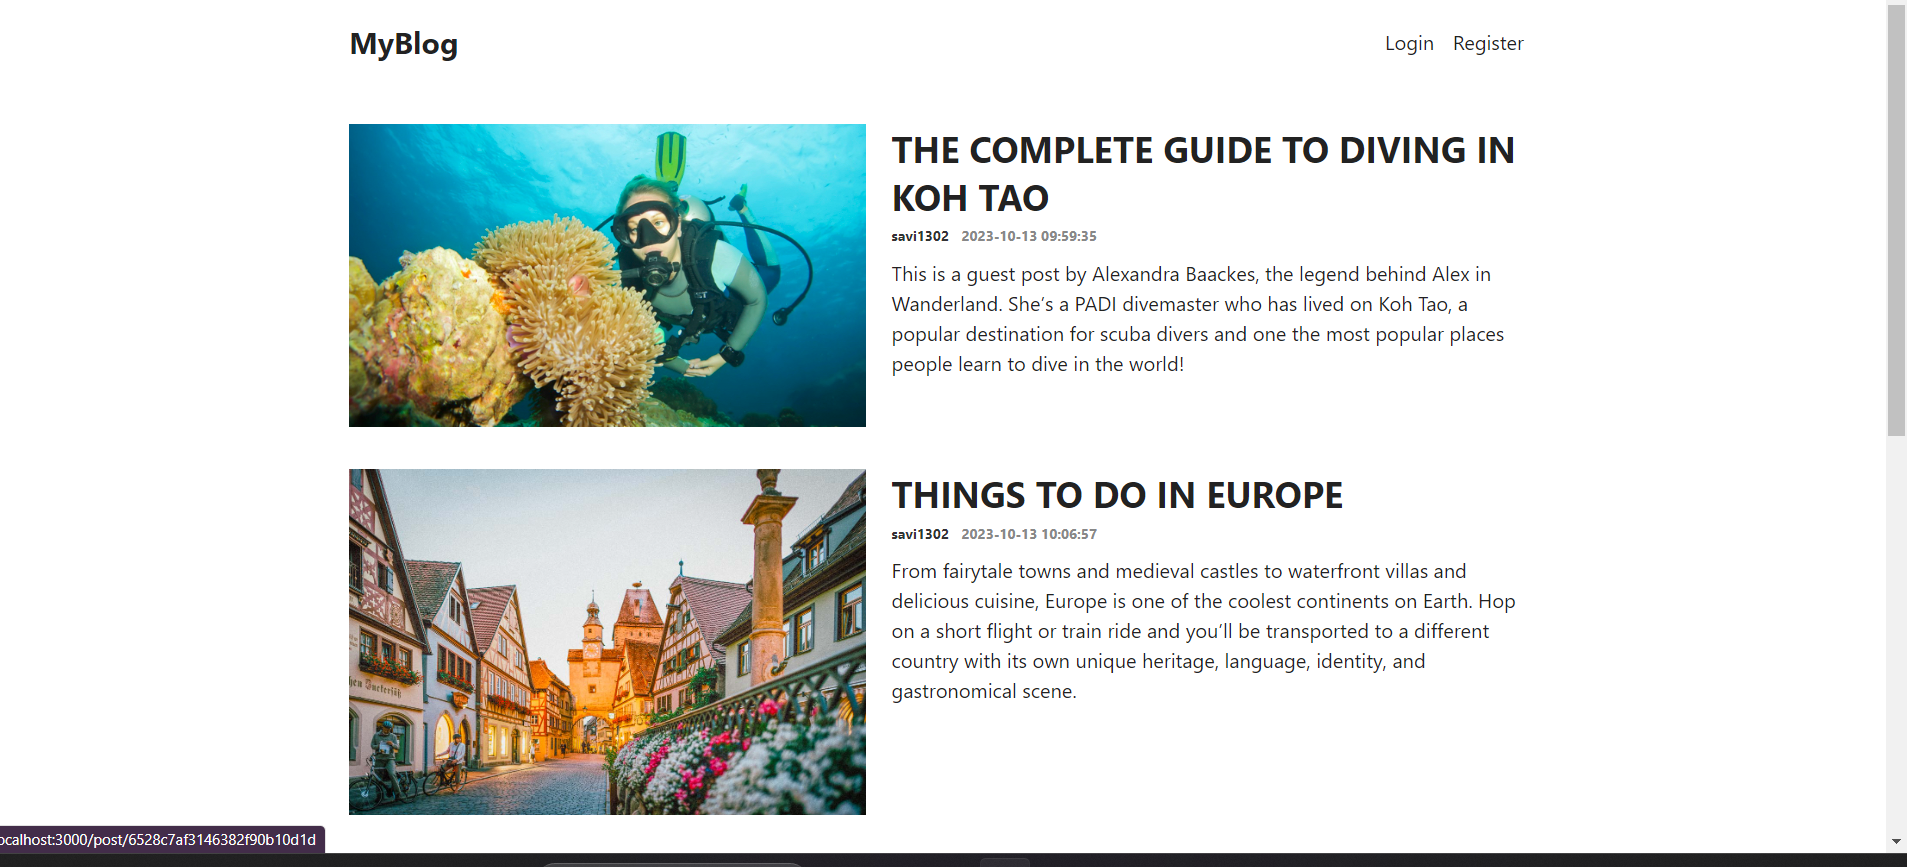 MyBlog
Login Register
THE COMPLETE GUIDE TO DIVING IN
KOH TAO
savi1302 2023-10-13 09:59:35
This is a guest post by Alexandra Baackes, the legend behind Alex in
Wanderland. She’s a PADI divemaster who has lived on Koh Tao, a
popular destination for scuba divers and one the most popular places
people learn to dive in the world!
THINGS TO DO IN EUROPE
savi1302 2023-10-13 10:06:57
From fairytale towns and medieval castles to waterfront villas and
delicious cuisine, Europe is one of the coolest continents on Earth. Hop
on a short flight or train ride and you’ll be transported to a different
country with its own unique heritage, language, identity, and
gastronomical scene.
ocalhost:3000/post/6528c7af3146382f90b10d1d